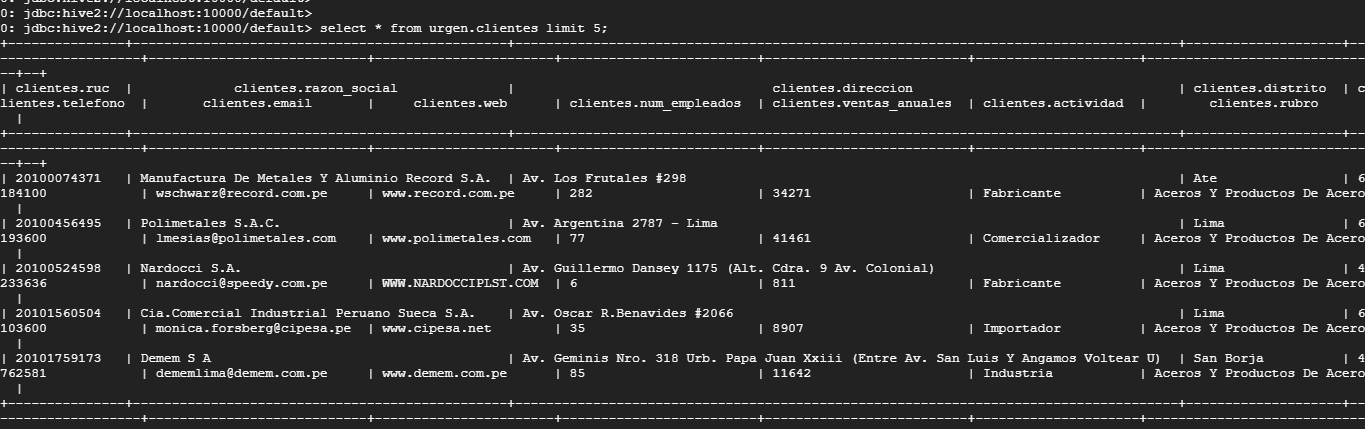 0: jdbc:hive2://localhost:10000/default>
0: jdbc:hive2://localhost:10000/default>
0: jdbc:hive2://localhost:10000/default> select * from urgen.clientes limit 5;
+----------------+------------------------------------------------+--------------------------------------------------------------------------------------+--------------------+--
-------------------+-----------------------------+------------------------+--------------------------+---------------------------+----------------------+----------------------------
--+--+
| clientes.ruc | clientes.razon_social | clientes.direccion | clientes.distrito | c
lientes.telefono | clientes.email | clientes.web | clientes.num_empleados | clientes.ventas_anuales | clientes.actividad | clientes.rubro
|
+----------------+------------------------------------------------+--------------------------------------------------------------------------------------+--------------------+--
-------------------+-----------------------------+------------------------+--------------------------+---------------------------+----------------------+----------------------------
--+--+
| 20100074371 | Manufactura De Metales Y Aluminio Record S.A. | Av. Los Frutales #298 | Ate | 6
184100 | wschwarz@record.com.pe | www.record.com.pe | 282 | 34271 | Fabricante | Aceros Y Productos De Acero
|
| 20100456495 | Polimetales S.A.C. | Av. Argentina 2787 - Lima | Lima | 6
193600 | lmesias@polimetales.com | www.polimetales.com | 77 | 41461 | Comercializador | Aceros Y Productos De Acero
|
| 20100524598 | Nardocci S.A. | Av. Guillermo Dansey 1175 (Alt. Cdra. 9 Av. Colonial) | Lima | 4
233636 | nardocci@speedy.com.pe | WWW.NARDOCCIPLST.COM | 6 | 811 | Fabricante | Aceros Y Productos De Acero
|
| 20101560504 | Cia.Comercial Industrial Peruano Sueca S.A. | Av. Oscar R.Benavides #2066 | Lima | 6
103600 | monica.forsberg@cipesa.pe | www.cipesa.net | 35 | 8907 | Importador | Aceros Y Productos De Acero
|
| 20101759173 | Demem S A | Av. Geminis Nro. 318 Urb. Papa Juan Xxiii (Entre Av. San Luis Y Angamos Voltear U) | San Borja | 4
762581 | dememlima@demem.com.pe | www.demem.com.pe | 85 | 11642 | Industria | Aceros Y Productos De Acero
|
+----------------+------------------------------------------------+--------------------------------------------------------------------------------------+--------------------+--
-------------------+-----------------------------+------------------------+--------------------------+---------------------------+----------------------+----------------------------